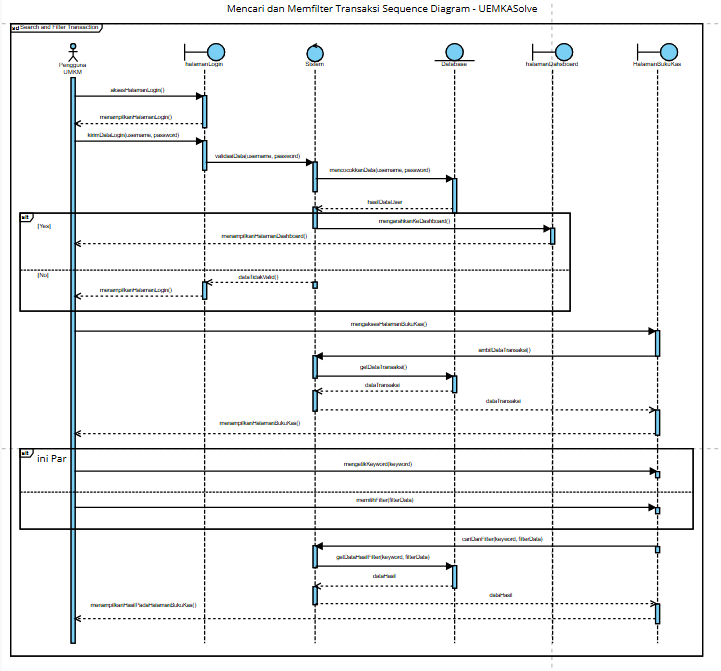 Mencari dan Memfilter Transaksi Sequence Diagram - UEMKASolve
sd Search and Filter Transaction
Pengguna
UMKM
halamanLogin
Sistem
Database
halamanDahsboard
HalamanBukuKas
aksesHalamanLogin()
menampilkanHalamanLogin()
kirimDataLogin(username, password)
validasiData(username, password)
mencocokkanData(username, password)
hasilDataUser
alt
[Yes]
mengarahkanKeDashboard()
menampilkanHalamanDashboard()
[No]
dataTidakValid()
menampilkanHalamanLogin()
mengaksesHalamanBukuKas()
ambilDataTransaksi()
getDataTransaksi()
dataTransaksi
dataTransaksi
menampilkanHalamanBukuKas()
alt
ini Par
mengetikKeyword(keyword)
memilihFilter(filterData)
cariDanFilter(keyword, filterData)
getDataHasilFilter(keyword, filterData)
dataHasil
dataHasil
menampilkanHasilPadaHalamanBukuKas()